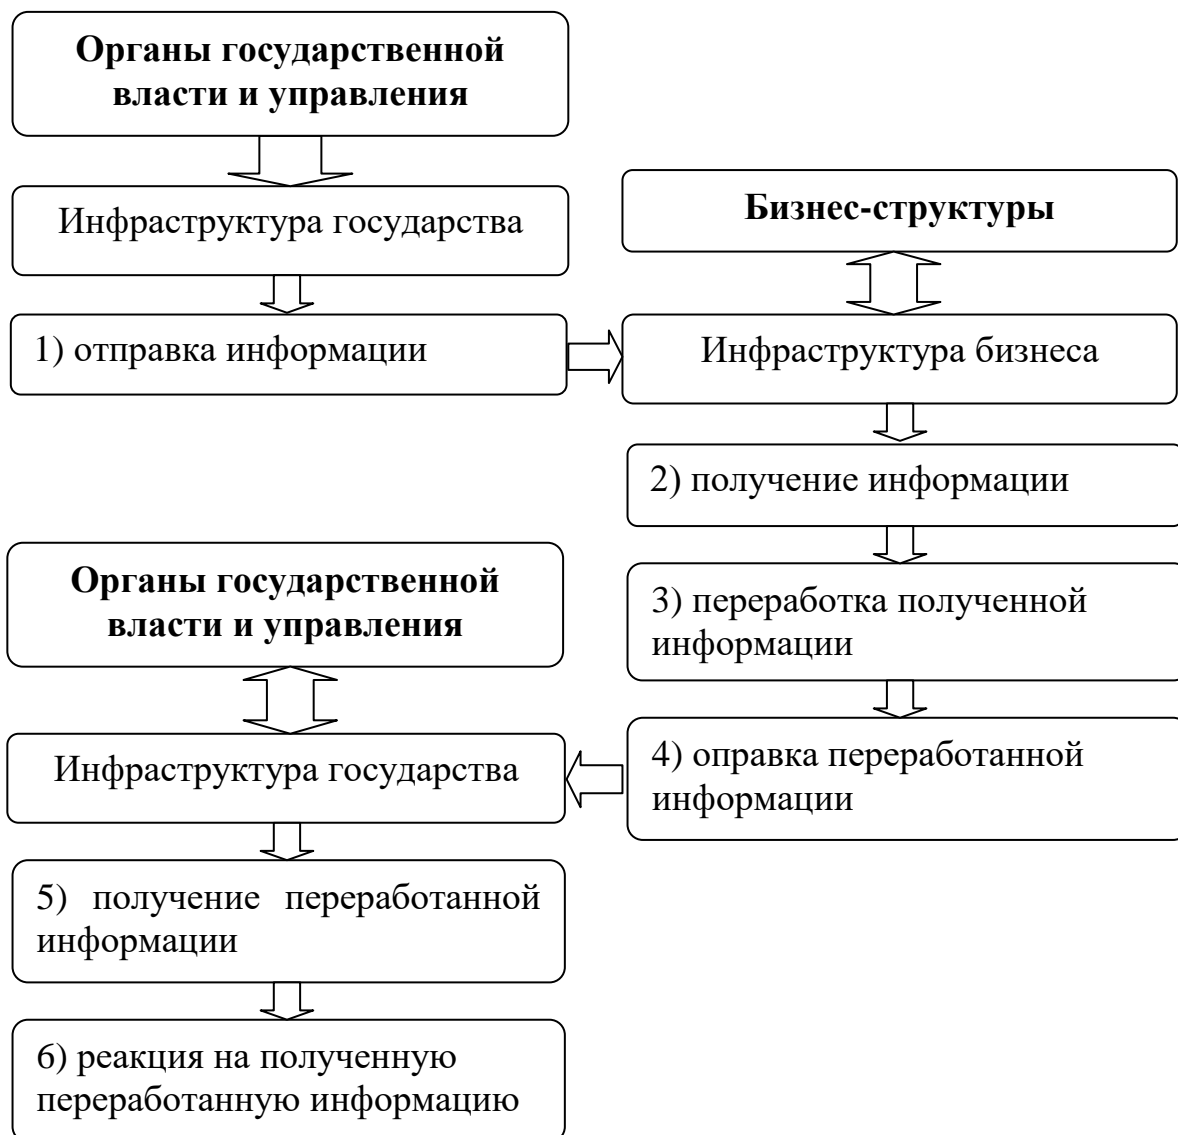 Органы государственной
власти и управления
Инфраструктура государства
1) отправка информации
Бизнес-структуры
Инфраструктура бизнеса
2) получение информации
3) переработка полученной
информации
4) оправка переработанной
информации
Органы государственной
власти и управления
Инфраструктура государства
5) получение переработанной
информации
6) реакция на полученную
переработанную информацию